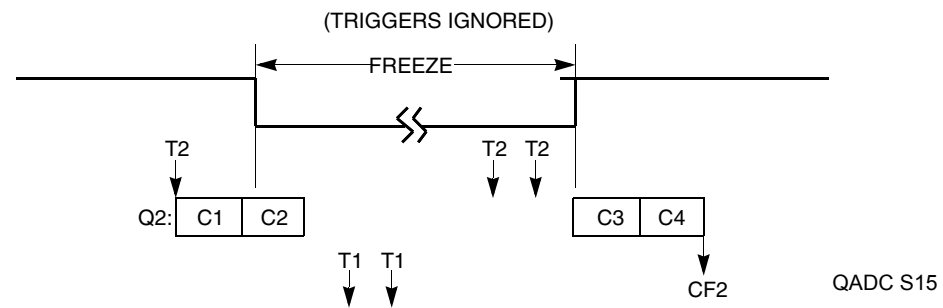 (TRIGGERS IGNORED)
FREEZE
T2
T2 T2
Q2: C1 C2 C3 C4
T1 T1
CF2
QADC S15